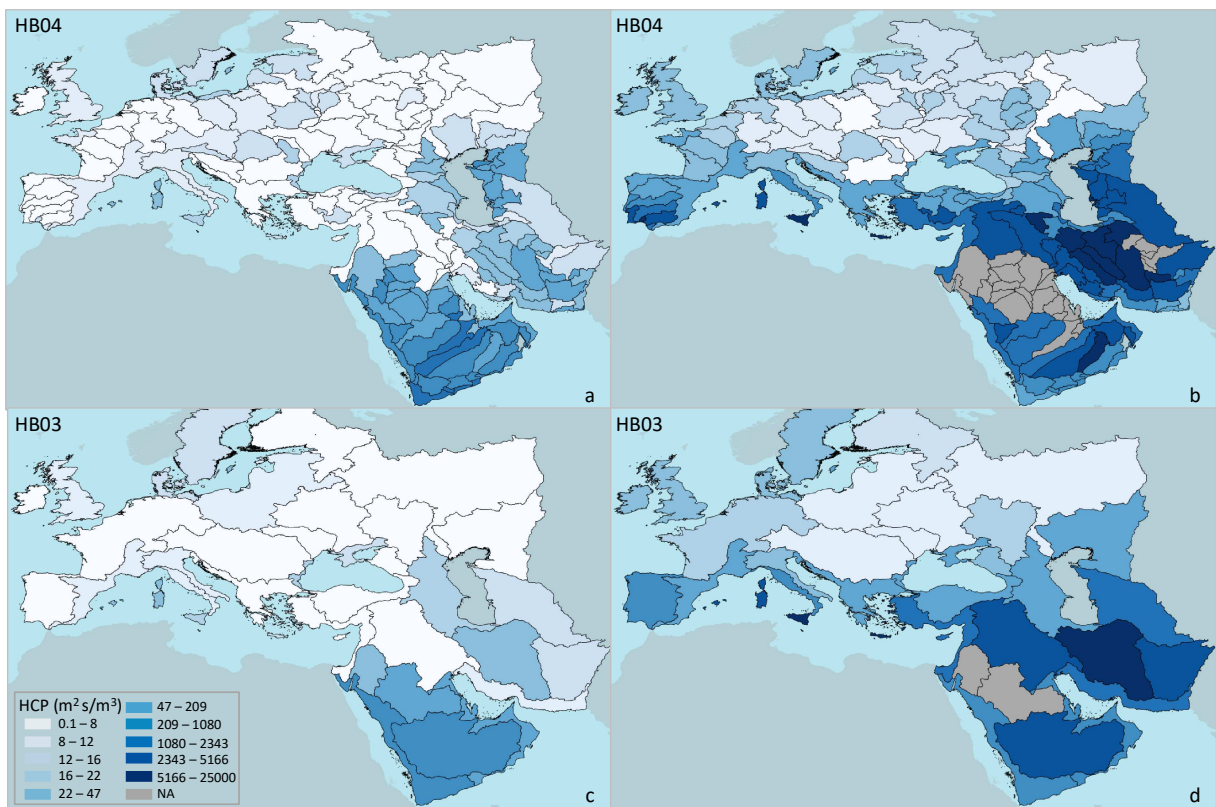 HB04
a
HB04
b
HB03
HCP (m² s/m³)
0.1 – 8
8 – 12
12 – 16
16 – 22
22 – 47
47 – 209
209 – 1080
1080 – 2343
2343 – 5166
5166 – 25000
NA
c
HB03
d